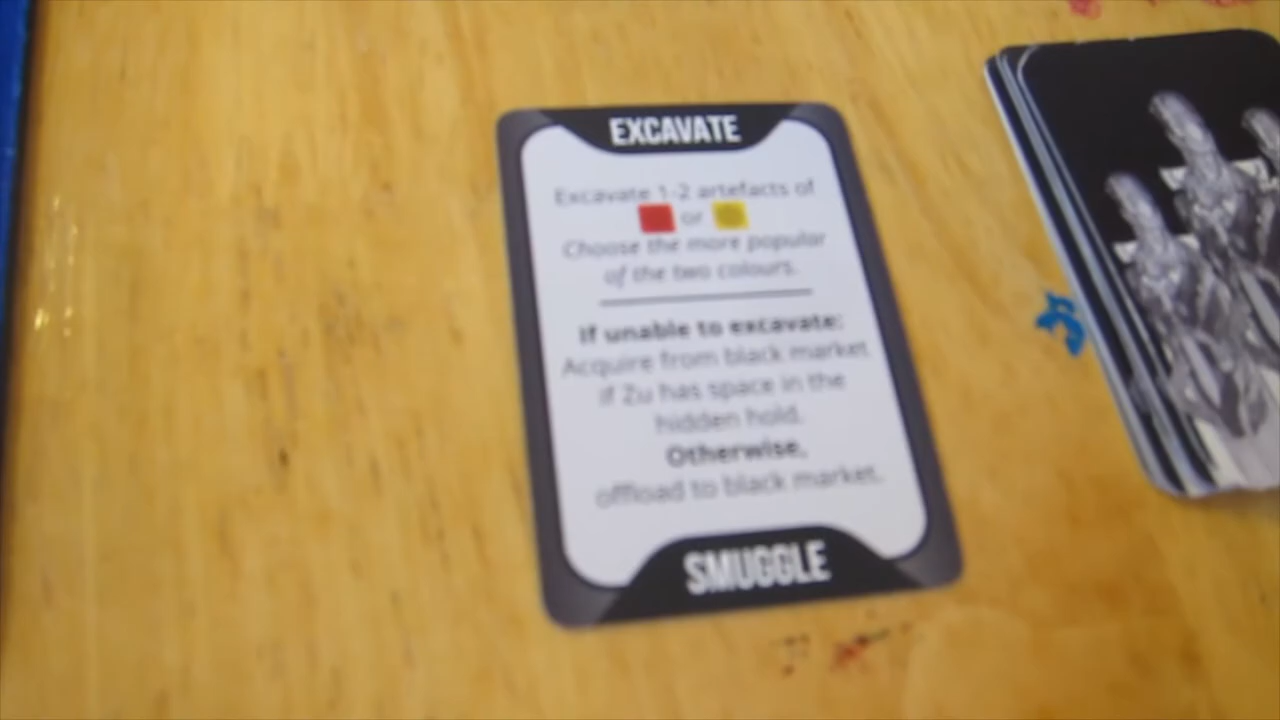 EXCAVATE
Excavate 1-2 artefacts of
or
Choose the more popular
of the two colours.
If unable to excavate:
Acquire from black market
if Zu has space in the
hidden hold.
Otherwise,
offload to black market.
SMUGGLE